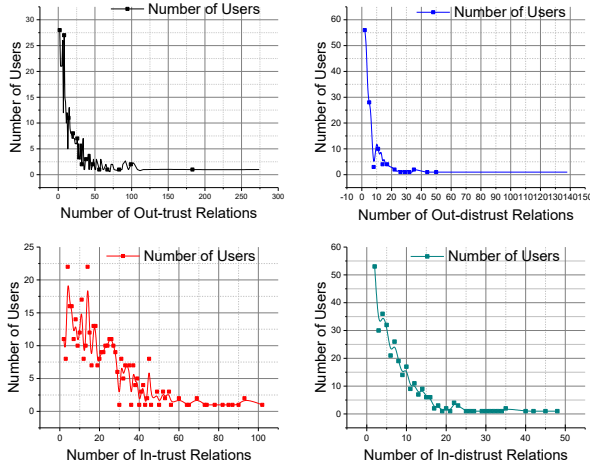 Number of Users
30
25
20
15
10
5
0
Number of Users
0 50 100 150 200 250 300
Number of Out-trust Relations
Number of Users
60
50
40
30
20
10
0
Number of Users
-10 0 10 20 30 40 50 60 70 80 90 100 110 120 130 140 150
Number of Out-distrust Relations
Number of Users
25
20
15
10
5
0
Number of Users
0 20 40 60 80 100
Number of In-trust Relations
Number of Users
60
50
40
30
20
10
0
Number of Users
0 10 20 30 40 50
Number of In-distrust Relations